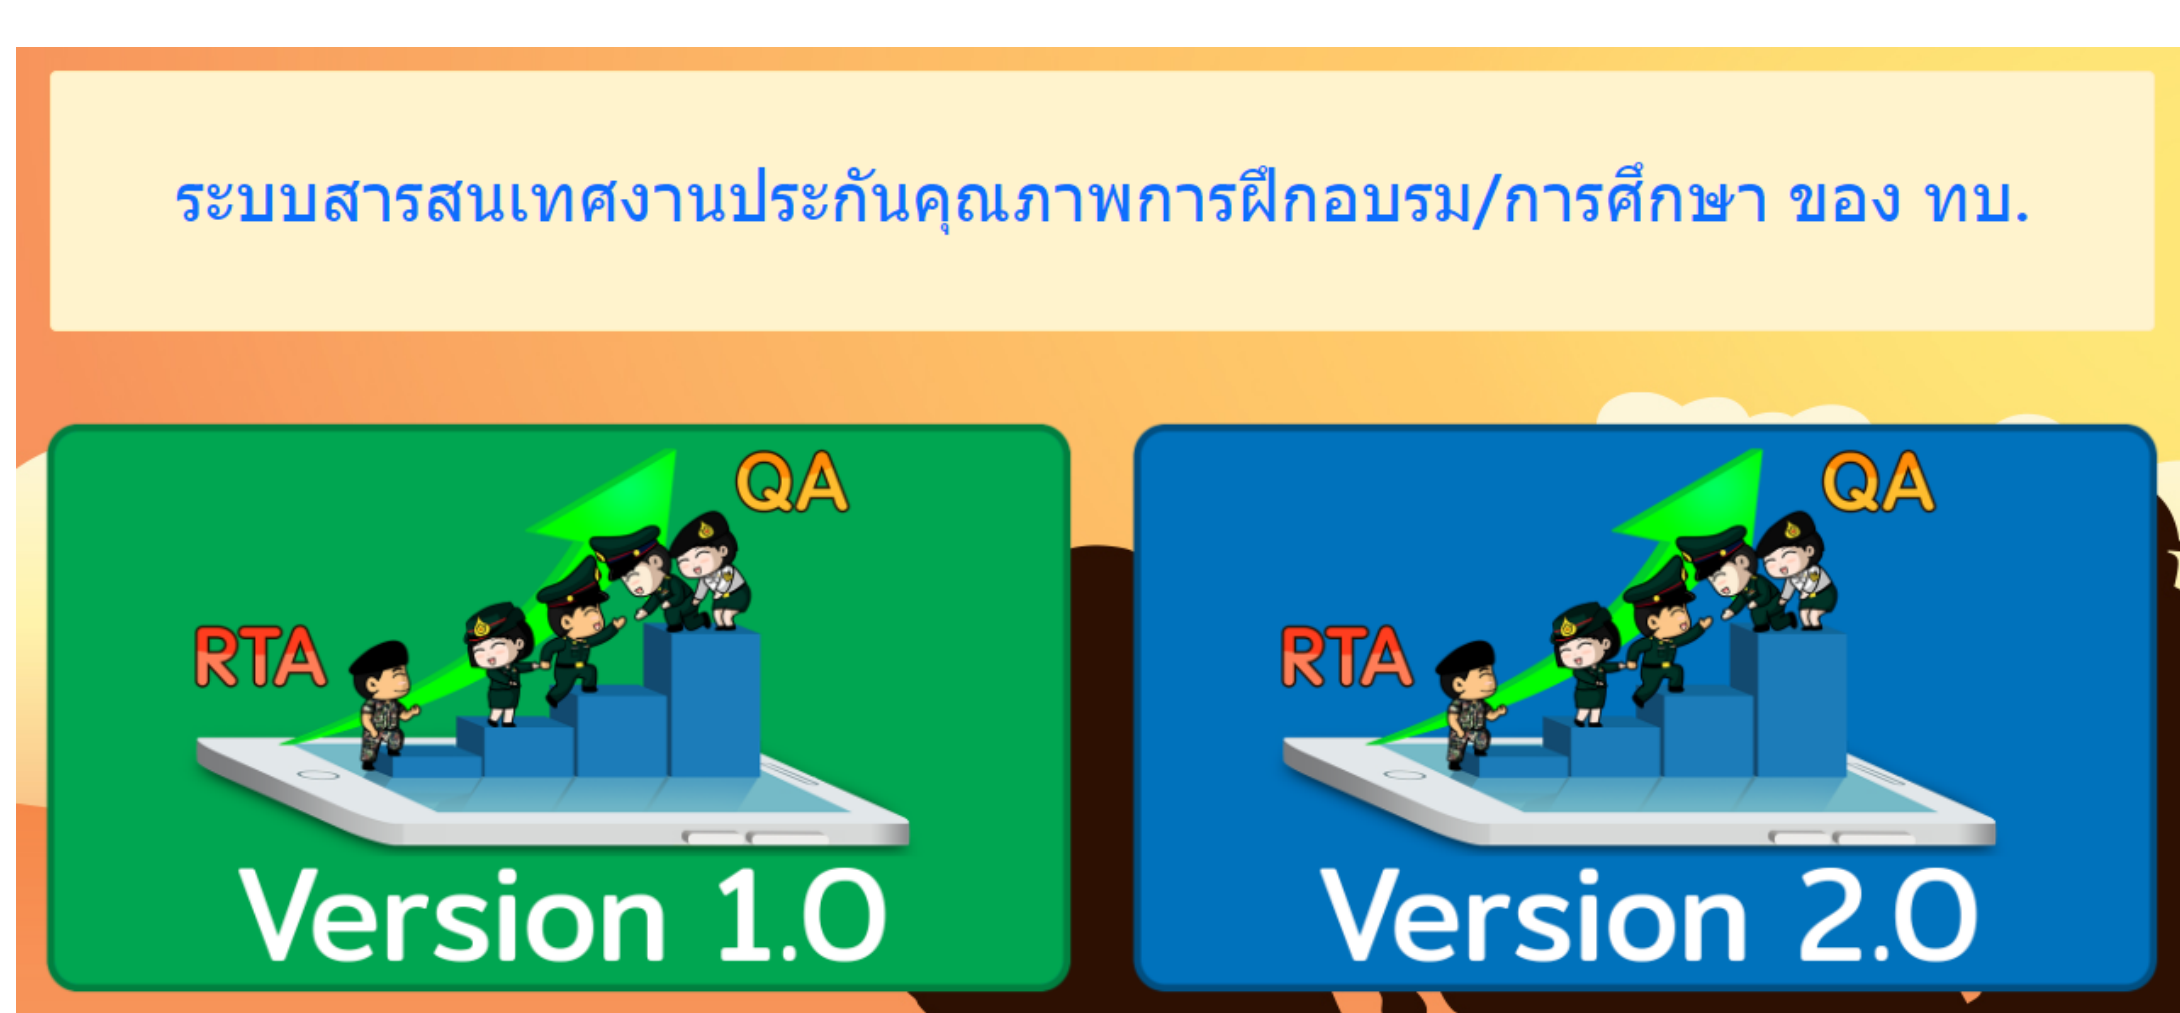 ระบบสารสนเทศงานประกันคุณภาพการฝึกอบรม/การศึกษา ของ ทบ.
QA
RTA
Version 1.0
QA
RTA
Version 2.0